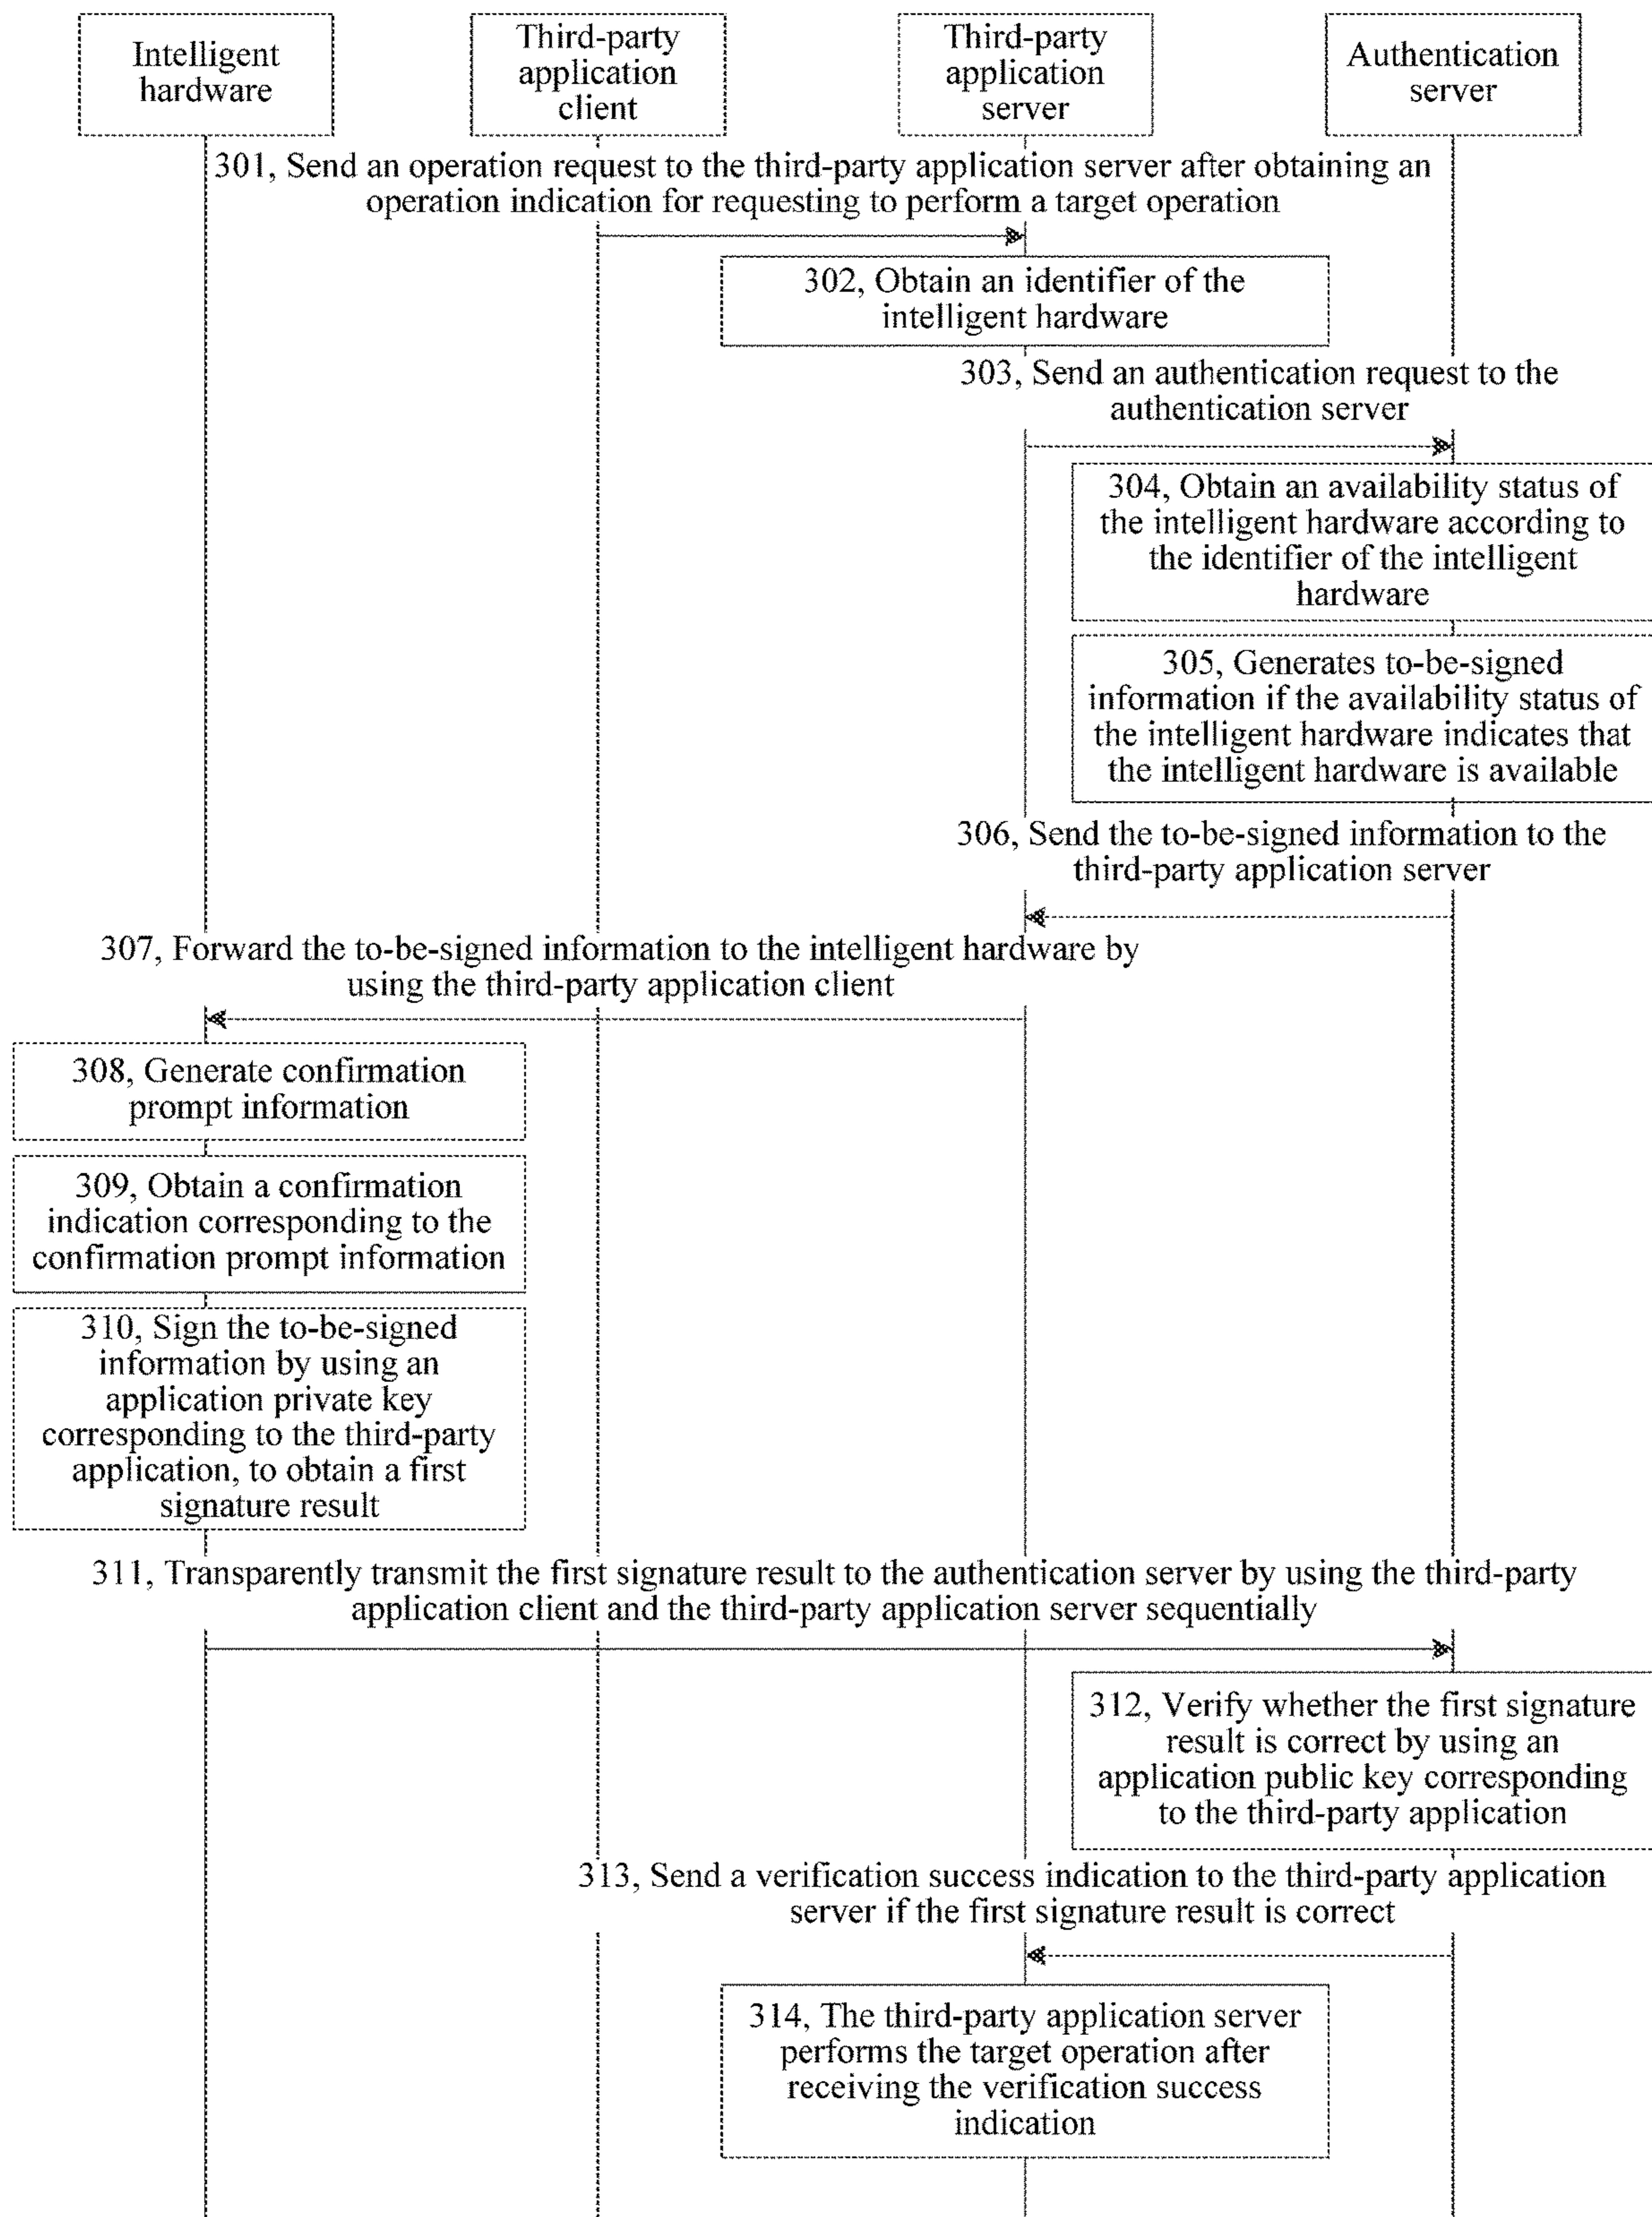 Intelligent
hardware
Third-party
application
client
Third-party
application
server
Authentication
server
301, Send an operation request to the third-party application server after obtaining an
operation indication for requesting to perform a target operation
302, Obtain an identifier of the
intelligent hardware
303, Send an authentication request to the
authentication server
304, Obtain an availability status of
the intelligent hardware according to
the identifier of the intelligent
hardware
305, Generates to-be-signed
information if the availability status of
the intelligent hardware indicates that
the intelligent hardware is available
306, Send the to-be-signed information to the
third-party application server
307, Forward the to-be-signed information to the intelligent hardware by
using the third-party application client
308, Generate confirmation
prompt information
309, Obtain a confirmation
indication corresponding to the
confirmation prompt information
310, Sign the to-be-signed
information by using an
application private key
corresponding to the third-party
application, to obtain a first
signature result
311, Transparently transmit the first signature result to the authentication server by using the third-party
application client and the third-party application server sequentially
312, Verify whether the first signature
result is correct by using an
application public key corresponding
to the third-party application
313, Send a verification success indication to the third-party application
server if the first signature result is correct
314, The third-party application server
performs the target operation after
receiving the verification success
indication